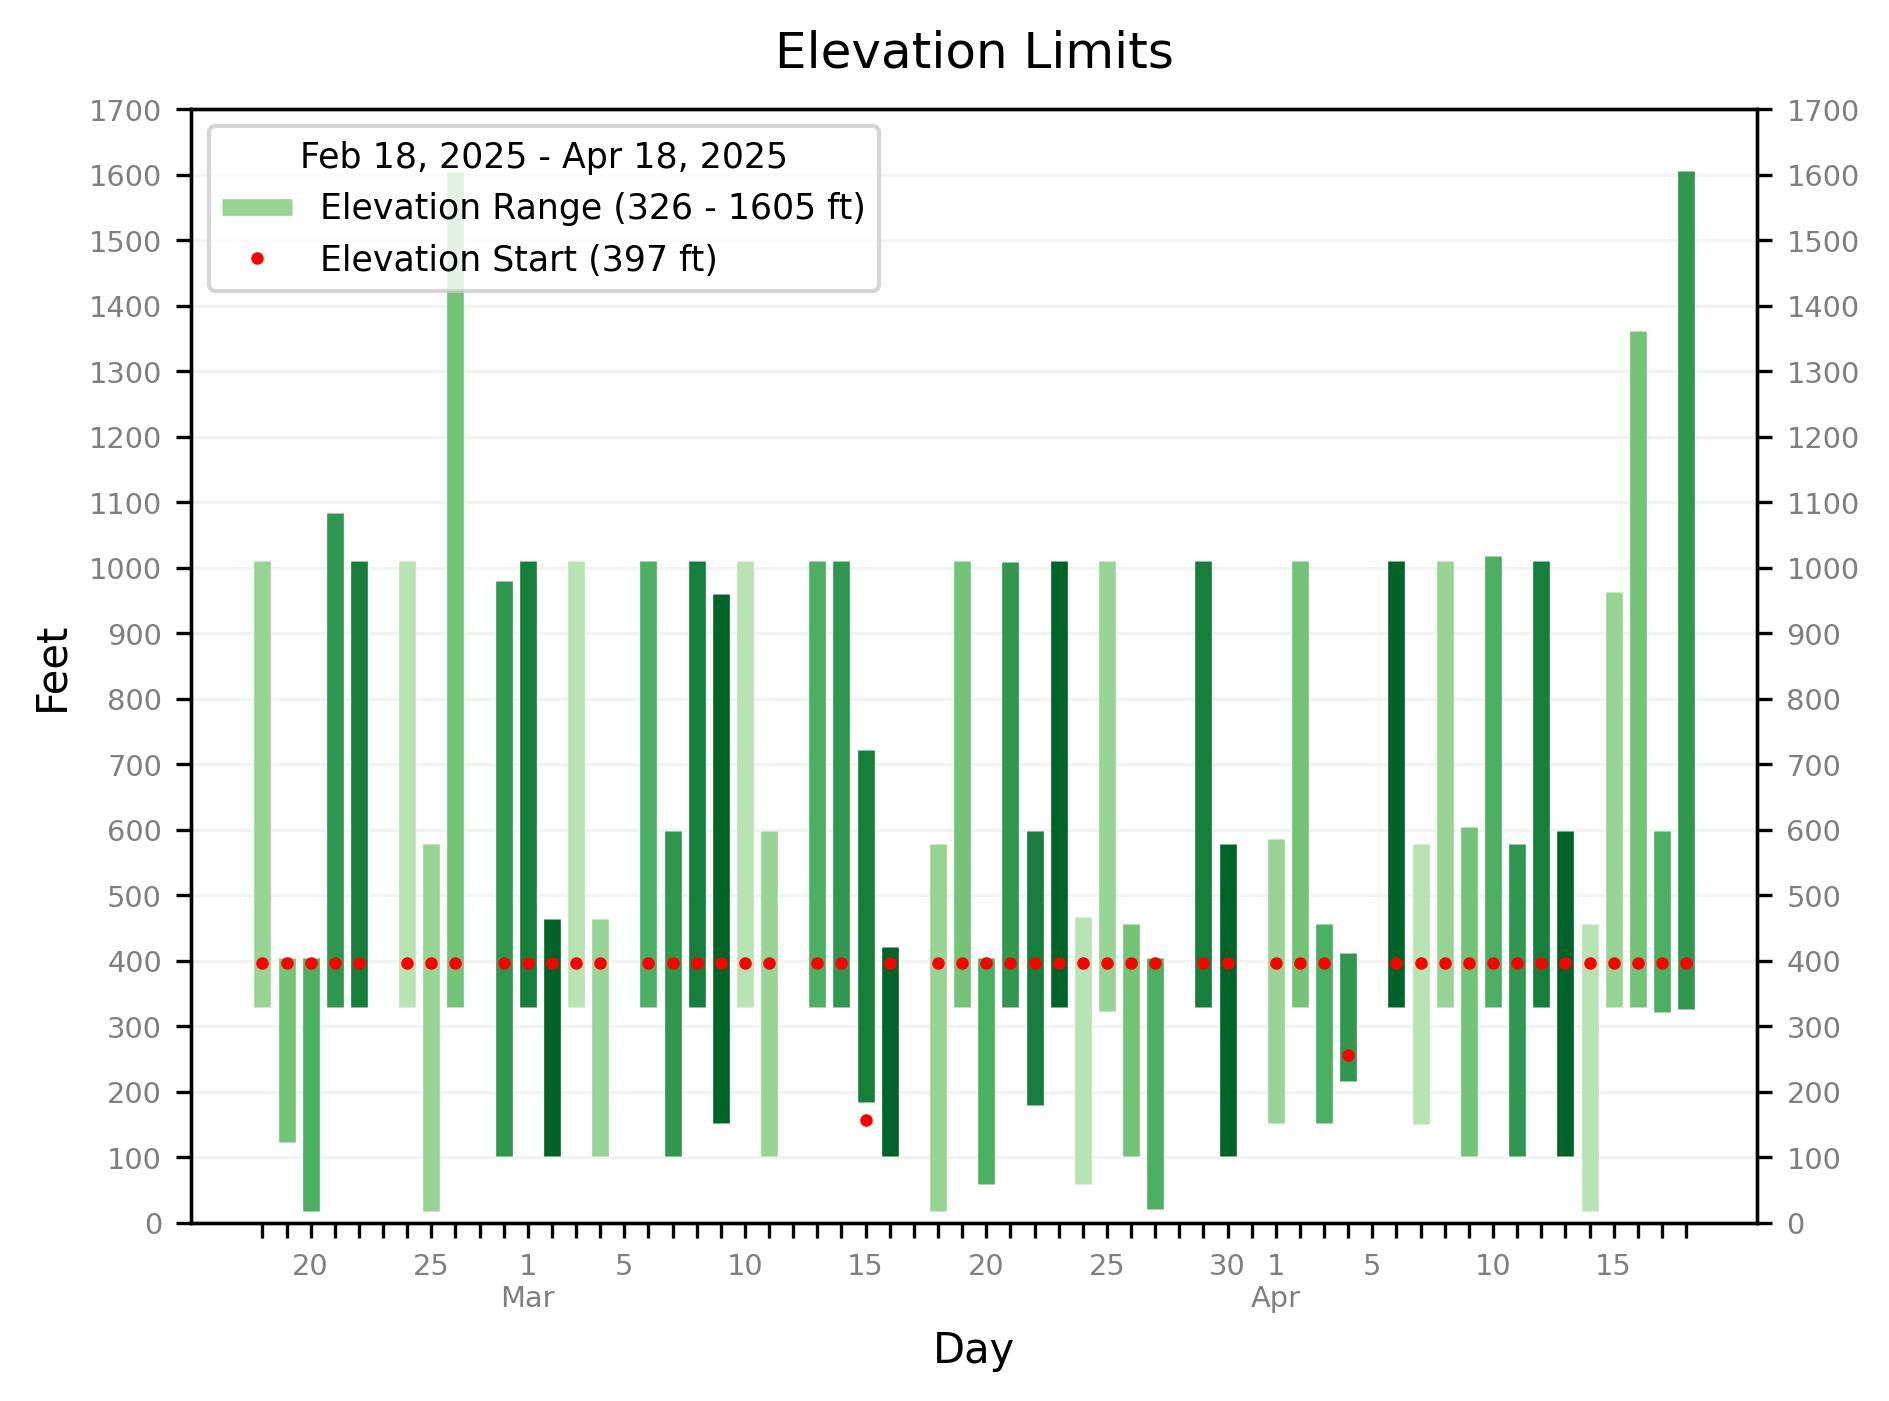 Elevation Limits
Feb 18, 2025 - Apr 18, 2025
Elevation Range (326 - 1605 ft)
Elevation Start (397 ft)
1700 1700
1600 1600
1500 1500
1400 1400
1300 1300
1200 1200
1100 1100
1000 1000
900 900
800 800
700 700
600 600
500 500
400 400
300 300
200 200
100 100
0 0
Feet
20 25 1 5 10 15 20 25 30 1 5 10 15
Mar Apr
Day